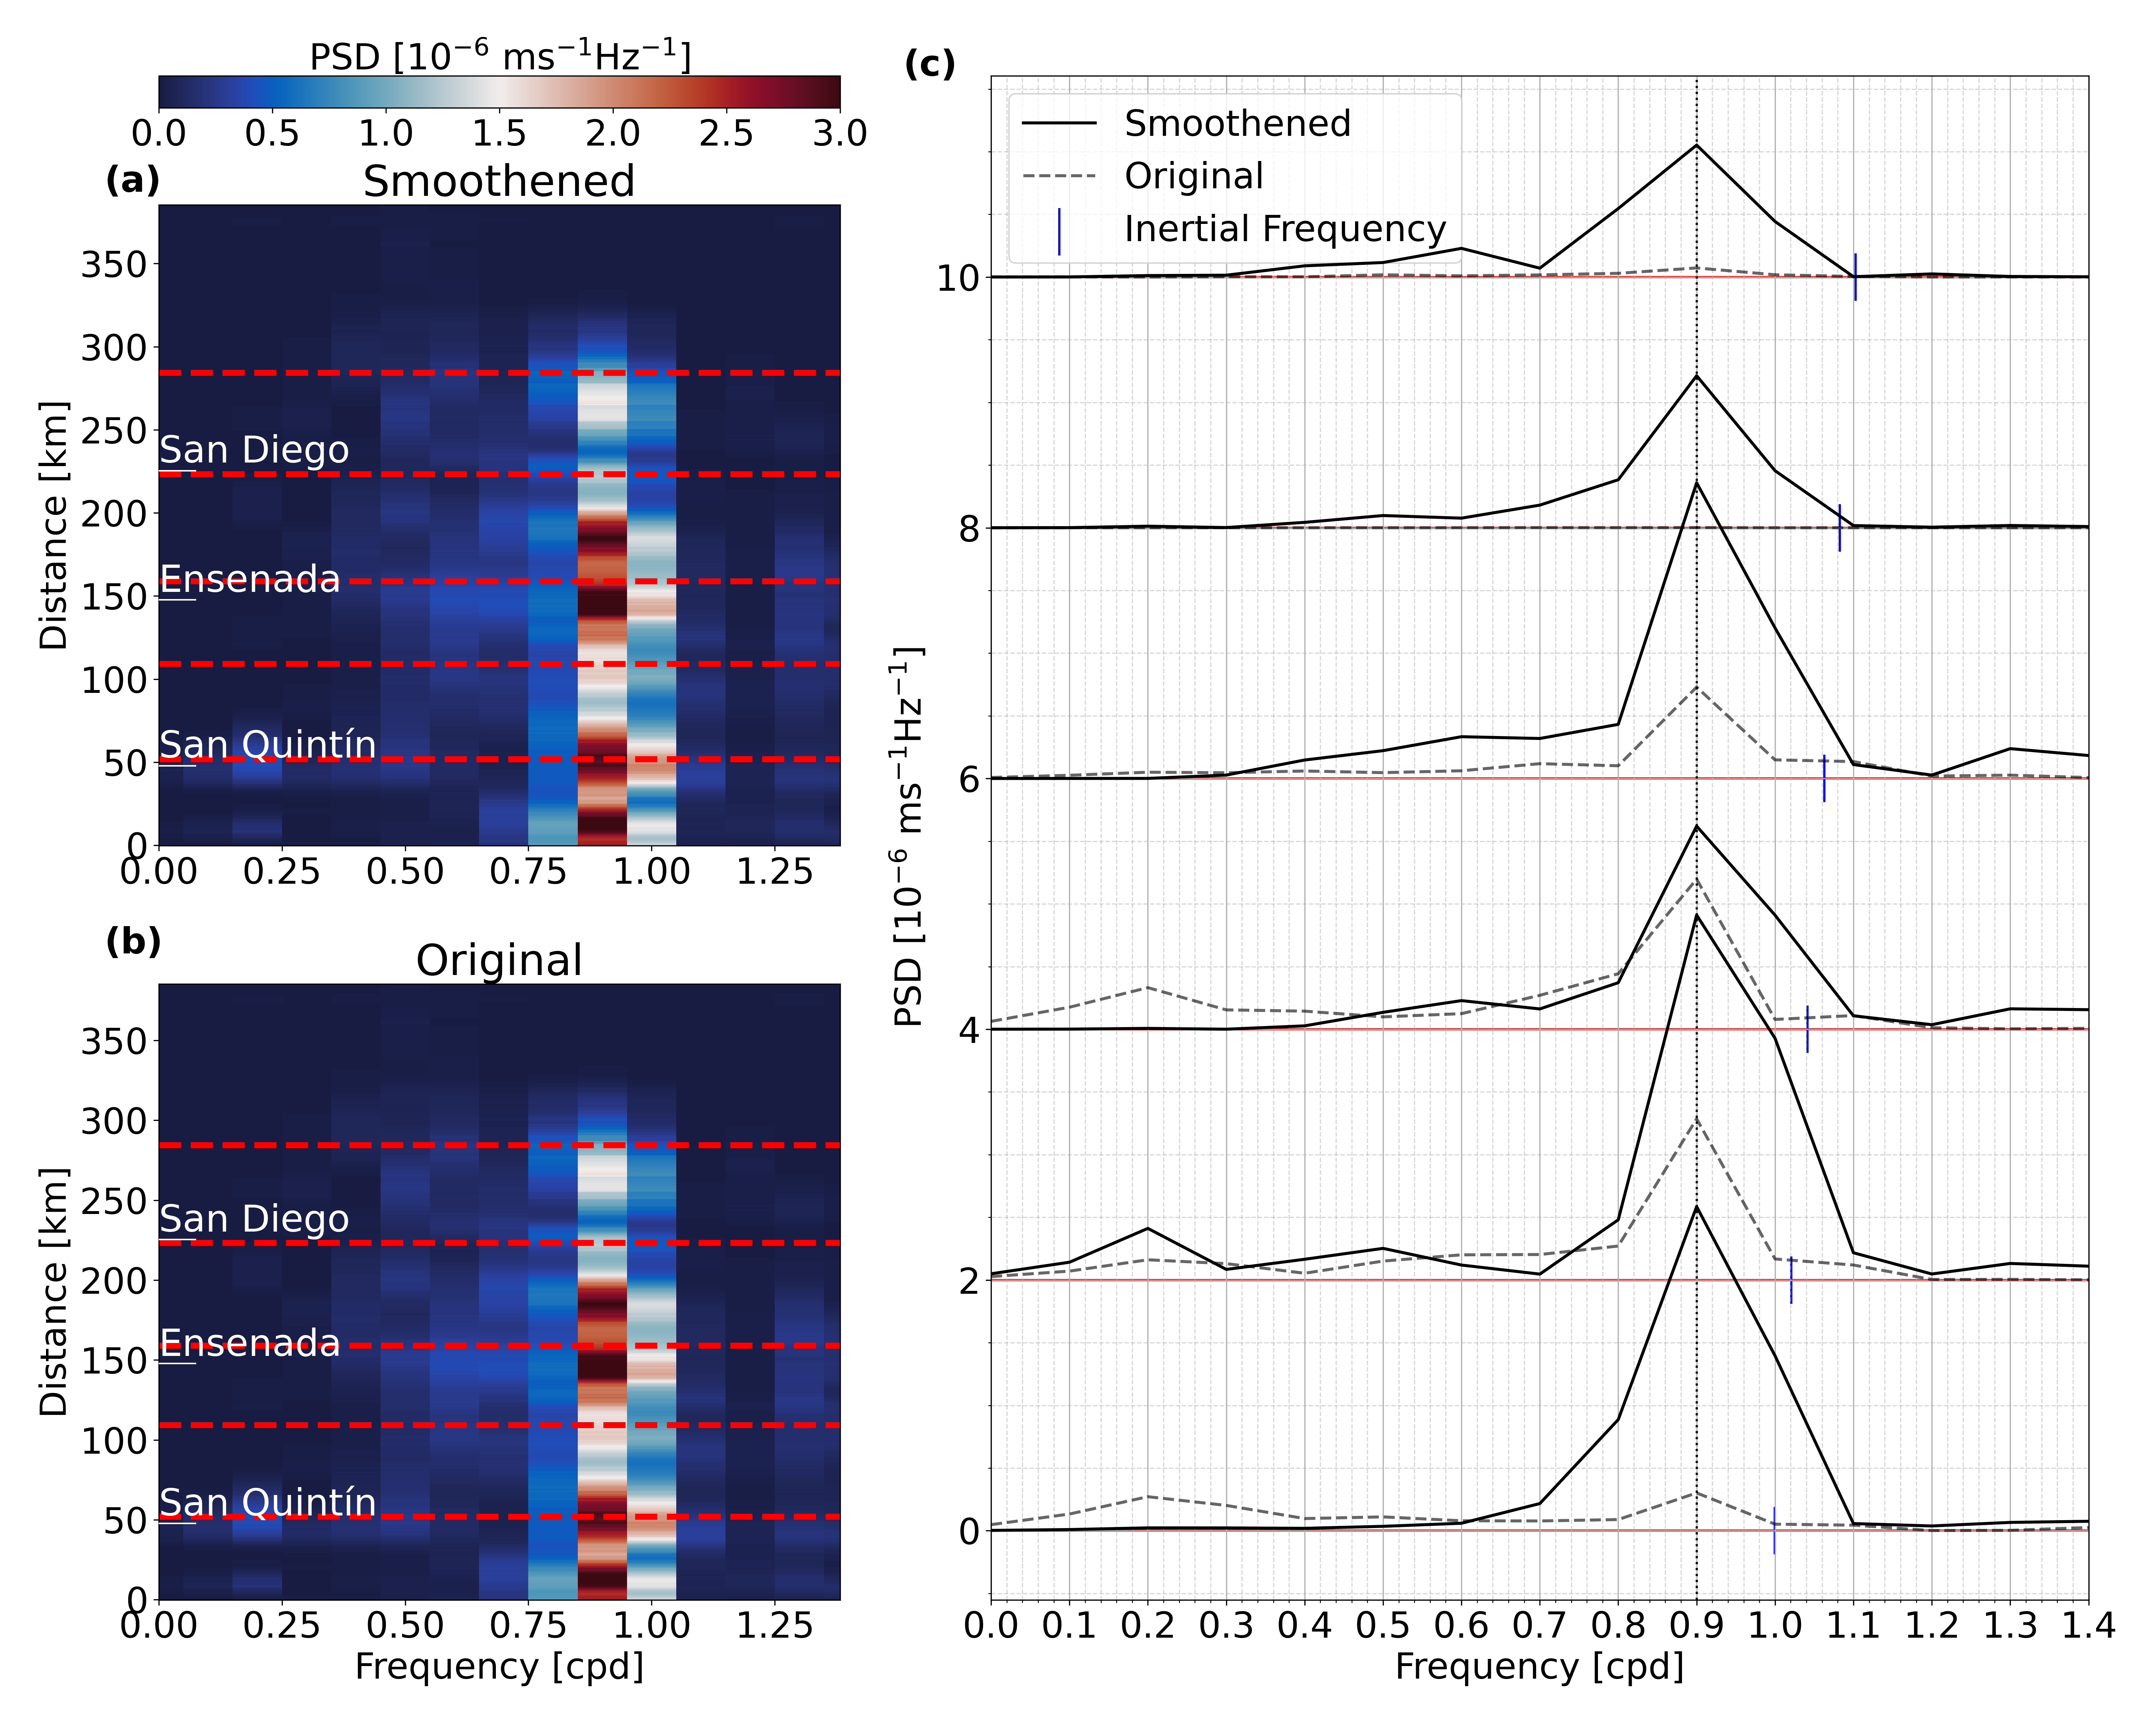 PSD [10⁻⁶ ms⁻¹Hz⁻¹]
0.0 0.5 1.0 1.5 2.0 2.5 3.0
(a)
Smoothened
Distance [km]
350
300
250
San Diego
200
150
Ensenada
100
50
San Quintín
0
0.00 0.25 0.50 0.75 1.00 1.25
(b)
Original
Distance [km]
350
300
250
San Diego
200
150
Ensenada
100
50
San Quintín
0
0.00 0.25 0.50 0.75 1.00 1.25
Frequency [cpd]
(c)
Smoothened
Original
Inertial Frequency
PSD [10⁻⁶ ms⁻¹Hz⁻¹]
10
8
6
4
2
0
0.0 0.1 0.2 0.3 0.4 0.5 0.6 0.7 0.8 0.9 1.0 1.1 1.2 1.3 1.4
Frequency [cpd]